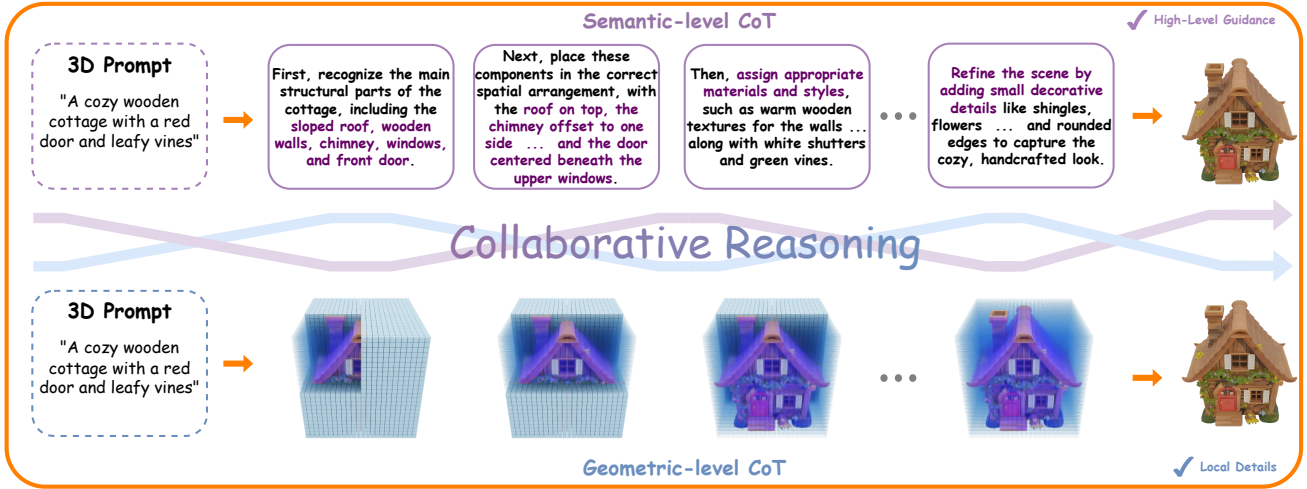 Semantic-level CoT
High-Level Guidance
3D Prompt
"A cozy wooden
cottage with a red
door and leafy vines"
First, recognize the main
structural parts of the
cottage, including the
sloped roof, wooden
walls, chimney, windows,
and front door.
Next, place these
components in the correct
spatial arrangement, with
the roof on top, the
chimney offset to one
side ... and the door
centered beneath the
upper windows.
Then, assign appropriate
materials and styles,
such as warm wooden
textures for the walls ...
along with white shutters
and green vines.
Refine the scene by
adding small decorative
details like shingles,
flowers ... and rounded
edges to capture the
cozy, handcrafted look.
Collaborative Reasoning
3D Prompt
"A cozy wooden
cottage with a red
door and leafy vines"
Geometric-level CoT
Local Details